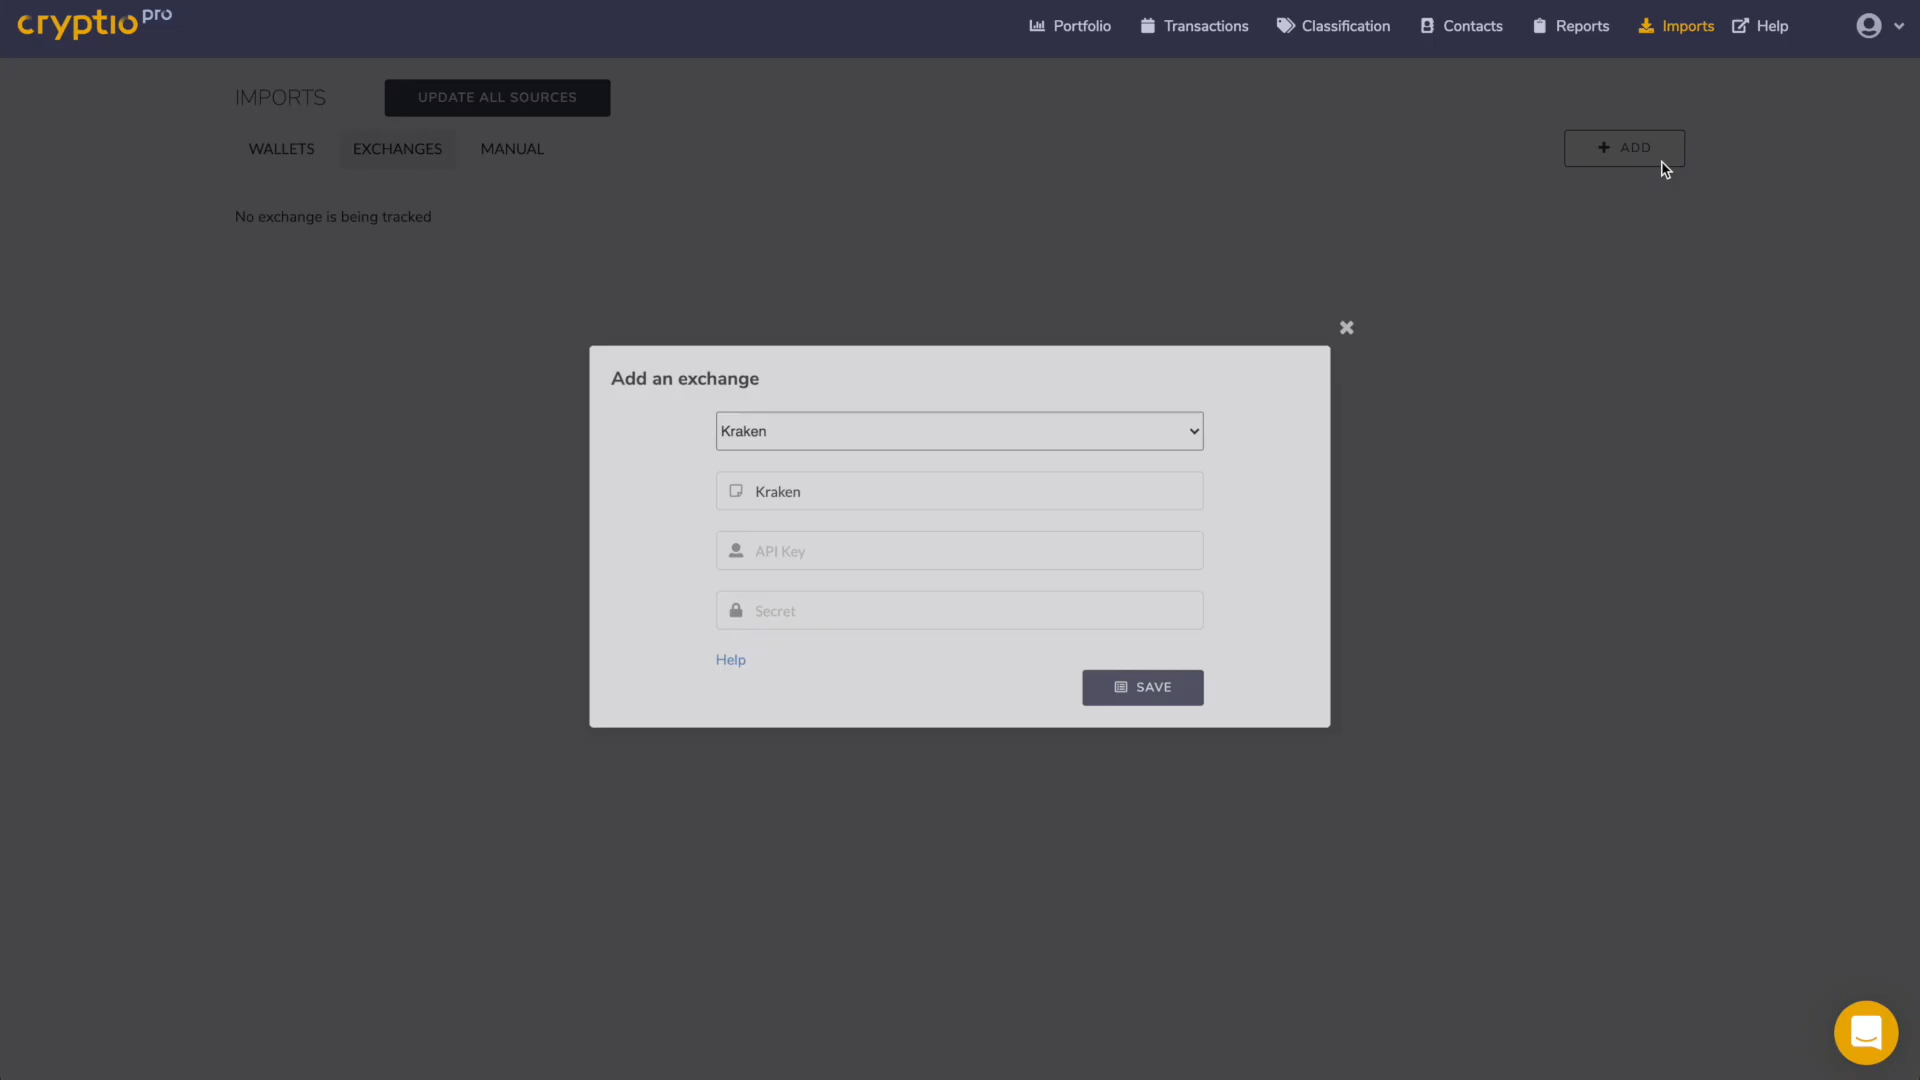 cryptio pro
Portfolio Transactions Classification Contacts Reports Imports Help
IMPORTS UPDATE ALL SOURCES
WALLETS EXCHANGES MANUAL
ADD
No exchange is being tracked
Add an exchange
Kraken
Kraken
API Key
Secret
Help
SAVE